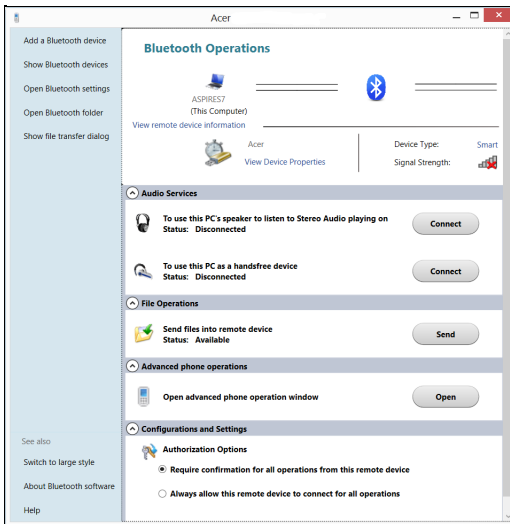 Acer
Add a Bluetooth device
Show Bluetooth devices
Open Bluetooth settings
Open Bluetooth folder
Show file transfer dialog
Bluetooth Operations
ASPIRES7
(This Computer)
View remote device information
Acer
View Device Properties
Device Type: Smart
Signal Strength:
Audio Services
To use this PC's speaker to listen to Stereo Audio playing on
Status: Disconnected
Connect
To use this PC as a handsfree device
Status: Disconnected
Connect
File Operations
Send files into remote device
Status: Available
Send
Advanced phone operations
Open advanced phone operation window
Open
Configurations and Settings
Authorization Options
Require confirmation for all operations from this remote device
Always allow this remote device to connect for all operations
See also
Switch to large style
About Bluetooth software
Help